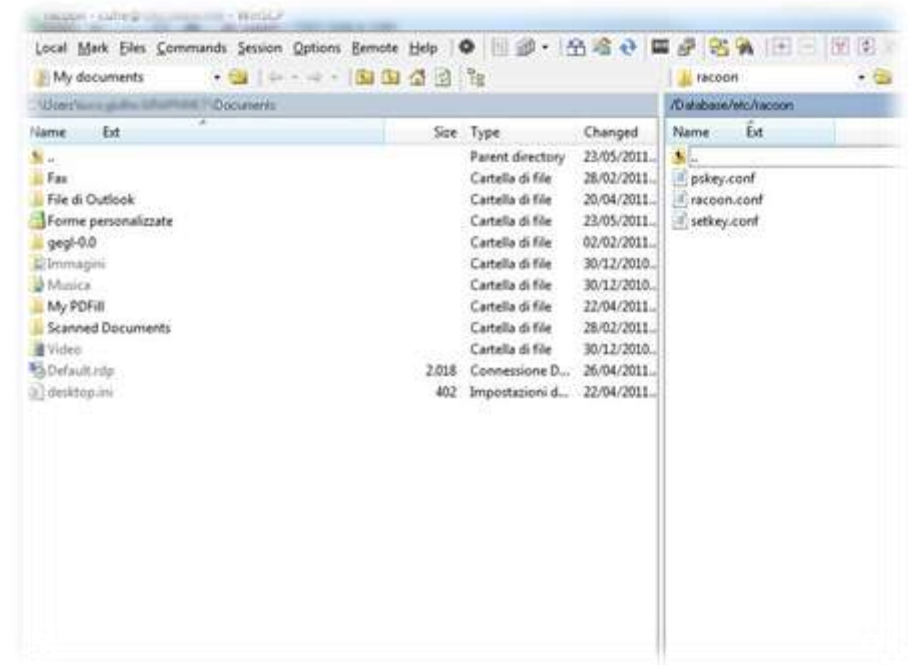 racoon - - WinSCP
Local Mark Files Commands Session Options Remote Help
My documents
racoon
Documents
/Database/etc/racoon
Name Ext Size Type Changed
Name Ext
.. Parent directory 23/05/2011...
Fax Cartella di file 28/02/2011...
File di Outlook Cartella di file 20/04/2011...
Forme personalizzate Cartella di file 23/05/2011...
gegl-0.0 Cartella di file 02/02/2011...
Immagini Cartella di file 30/12/2010...
Musica Cartella di file 30/12/2010...
My PDFill Cartella di file 22/04/2011...
Scanned Documents Cartella di file 28/02/2011...
Video Cartella di file 30/12/2010...
Default.rdp 2.018 Connessione D... 26/04/2011...
desktop.ini 402 Impostazioni d... 22/04/2011...
..
pskey.conf
racoon.conf
setkey.conf